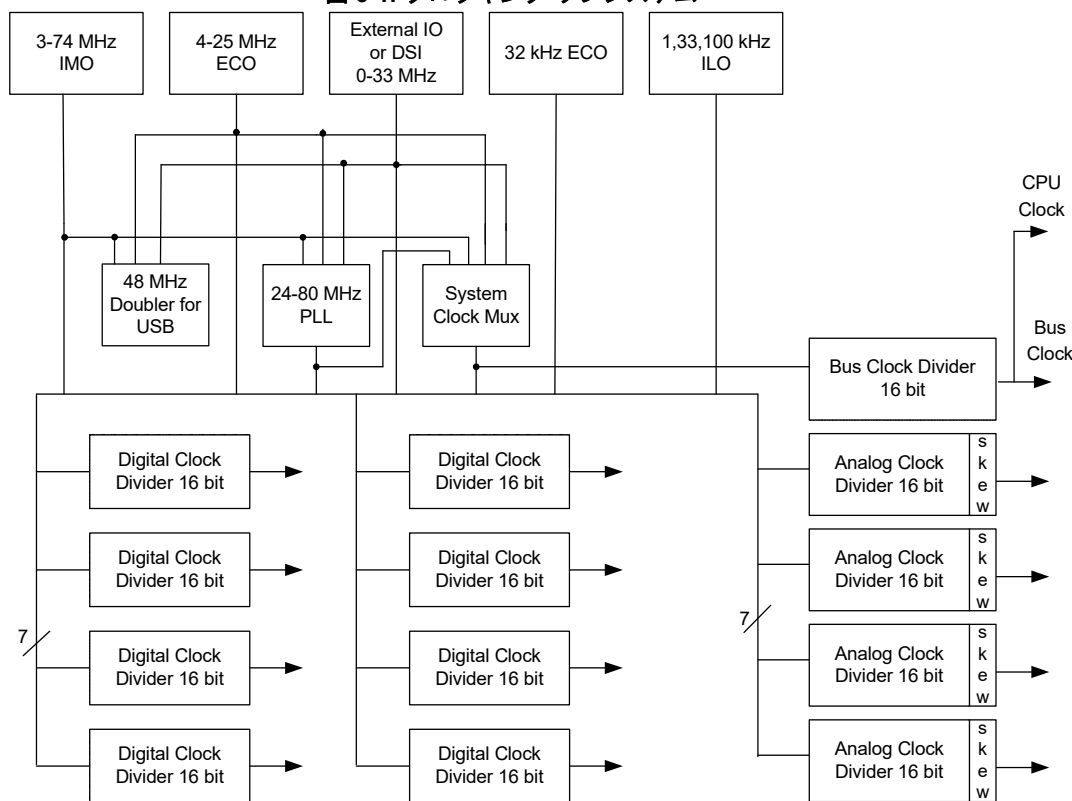 3-74 MHz
IMO
4-25 MHz
ECO
External IO
or DSI
0-33 MHz
32 kHz ECO
1,33,100 kHz
ILO
CPU
Clock
48 MHz
Doubler for
USB
24-80 MHz
PLL
System
Clock Mux
Bus
Clock
Bus Clock Divider
16 bit
Digital Clock
Divider 16 bit
Digital Clock
Divider 16 bit
Analog Clock
Divider 16 bit
s
k
e
w
Digital Clock
Divider 16 bit
Digital Clock
Divider 16 bit
Analog Clock
Divider 16 bit
s
k
e
w
7
7
Digital Clock
Divider 16 bit
Digital Clock
Divider 16 bit
Analog Clock
Divider 16 bit
s
k
e
w
Digital Clock
Divider 16 bit
Digital Clock
Divider 16 bit
Analog Clock
Divider 16 bit
s
k
e
w